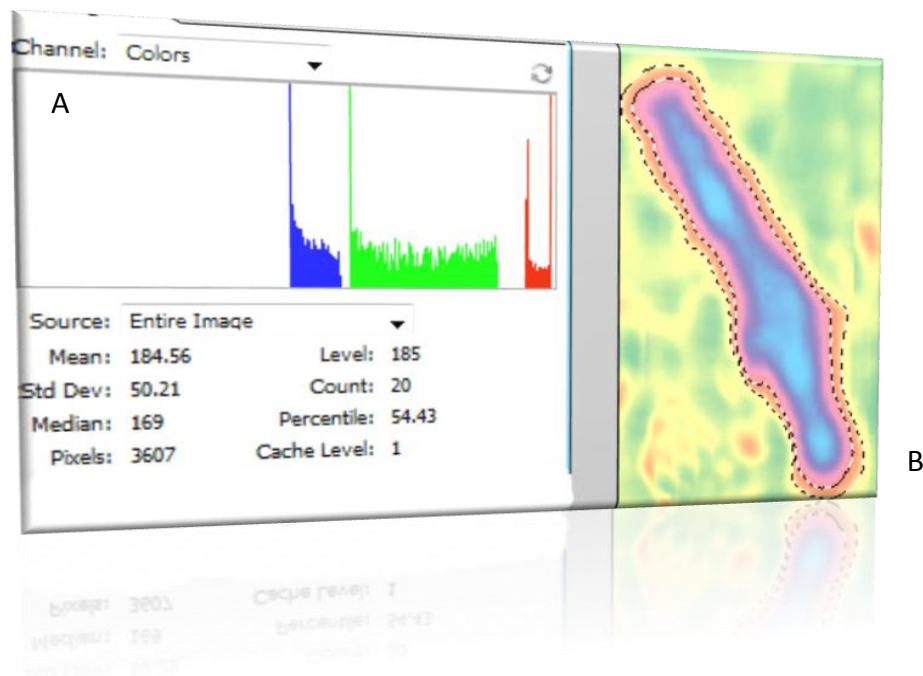 Channel: Colors
A
Source: Entire Image
Mean: 184.56 Level: 185
Std Dev: 50.21 Count: 20
Median: 169 Percentile: 54.43
Pixels: 3607 Cache Level: 1
B